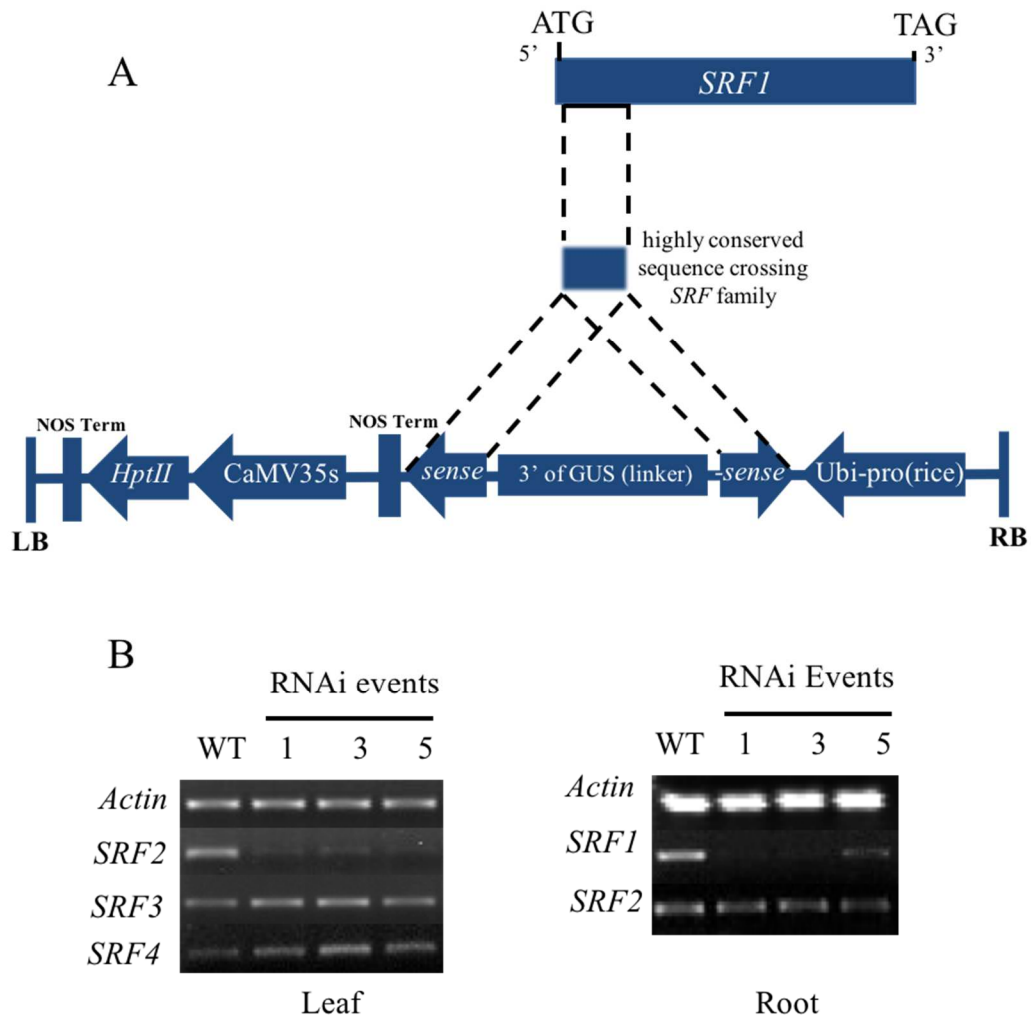 A
ATG
TAG
5’
3’
SRF1
highly conserved
sequence crossing
SRF family
NOS Term
NOS Term
HptII
CaMV35s
sense
3’ of GUS (linker)
-sense
Ubi-pro(rice)
LB
RB
B
RNAi events
WT 1 3 5
Actin
SRF2
SRF3
SRF4
Leaf
RNAi Events
WT 1 3 5
Actin
SRF1
SRF2
Root